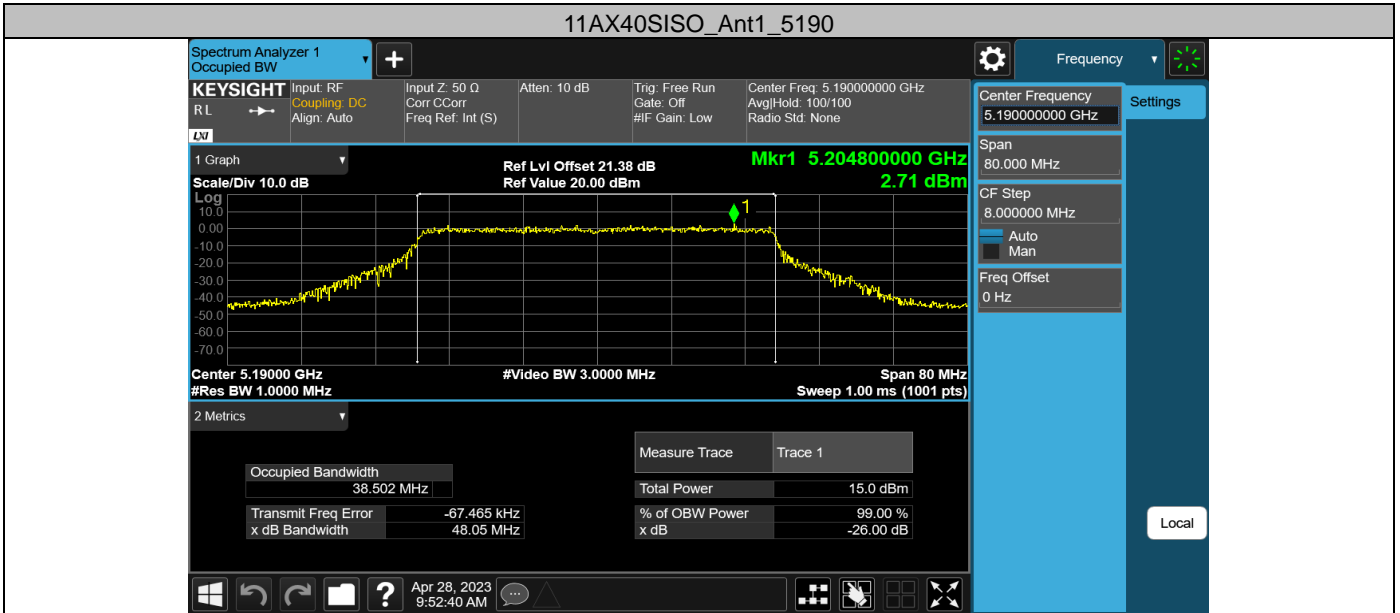 11AX40SISO_Ant1_5190
Spectrum Analyzer 1
Occupied BW
+
Frequency
KEYSIGHT
RL
LXI
Input: RF
Coupling: DC
Align: Auto
Input Z: 50 Ω
Corr CCorr
Freq Ref: Int (S)
Atten: 10 dB
Trig: Free Run
Gate: Off
#IF Gain: Low
Center Freq: 5.190000000 GHz
Avg|Hold: 100/100
Radio Std: None
Center Frequency
5.190000000 GHz
Settings
Span
80.000 MHz
CF Step
8.000000 MHz
Auto
Man
Freq Offset
0 Hz
1 Graph
Scale/Div 10.0 dB
Ref Lvl Offset 21.38 dB
Ref Value 20.00 dBm
Mkr1 5.204800000 GHz
2.71 dBm
Log
10.0
0.00
-10.0
-20.0
-30.0
-40.0
-50.0
-60.0
-70.0
1
Center 5.19000 GHz
#Video BW 3.0000 MHz
Span 80 MHz
#Res BW 1.0000 MHz
Sweep 1.00 ms (1001 pts)
2 Metrics
Measure Trace Trace 1
Occupied Bandwidth
38.502 MHz
Total Power 15.0 dBm
Transmit Freq Error -67.465 kHz
% of OBW Power 99.00 %
x dB Bandwidth 48.05 MHz
x dB -26.00 dB
Local
?
Apr 28, 2023
9:52:40 AM